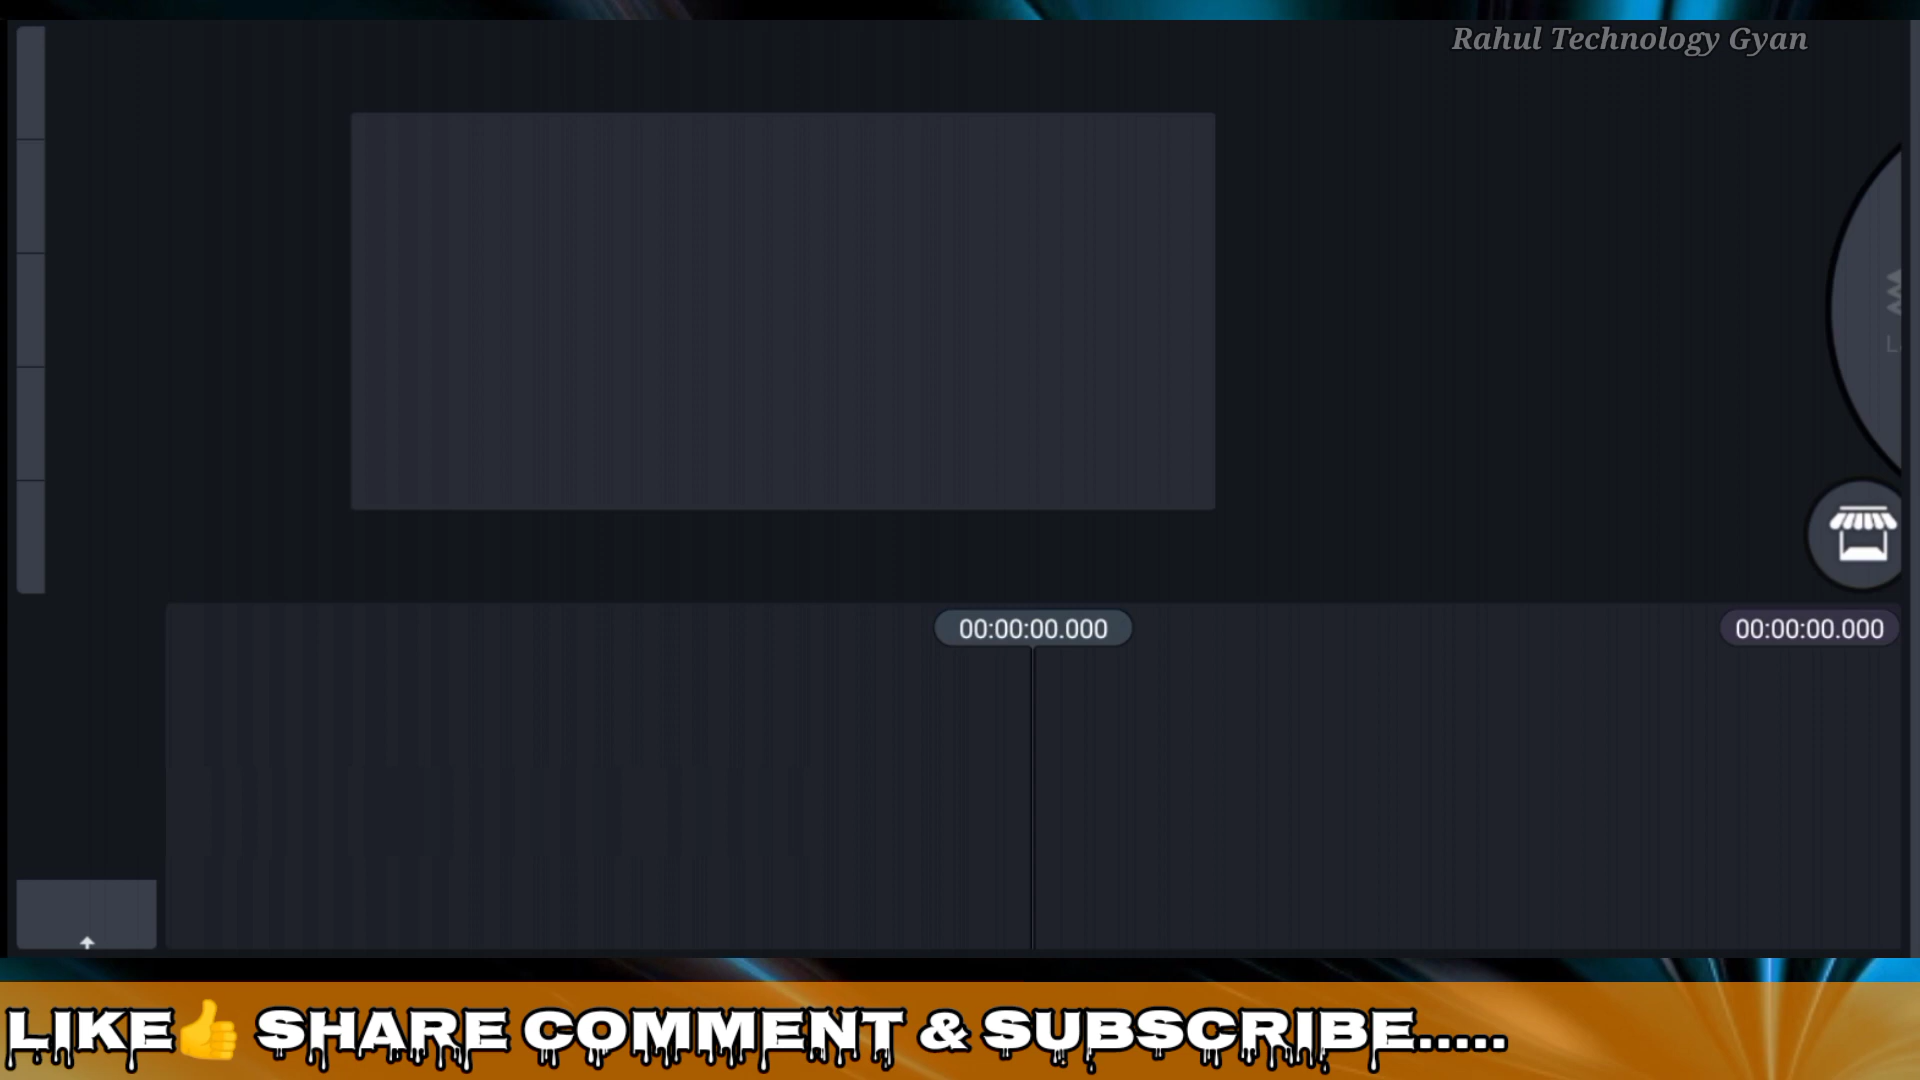 Rahul Technology Gyan
00:00:00.000
00:00:00.000
LIKE👍 SHARE COMMENT & SUBSCRIBE.....